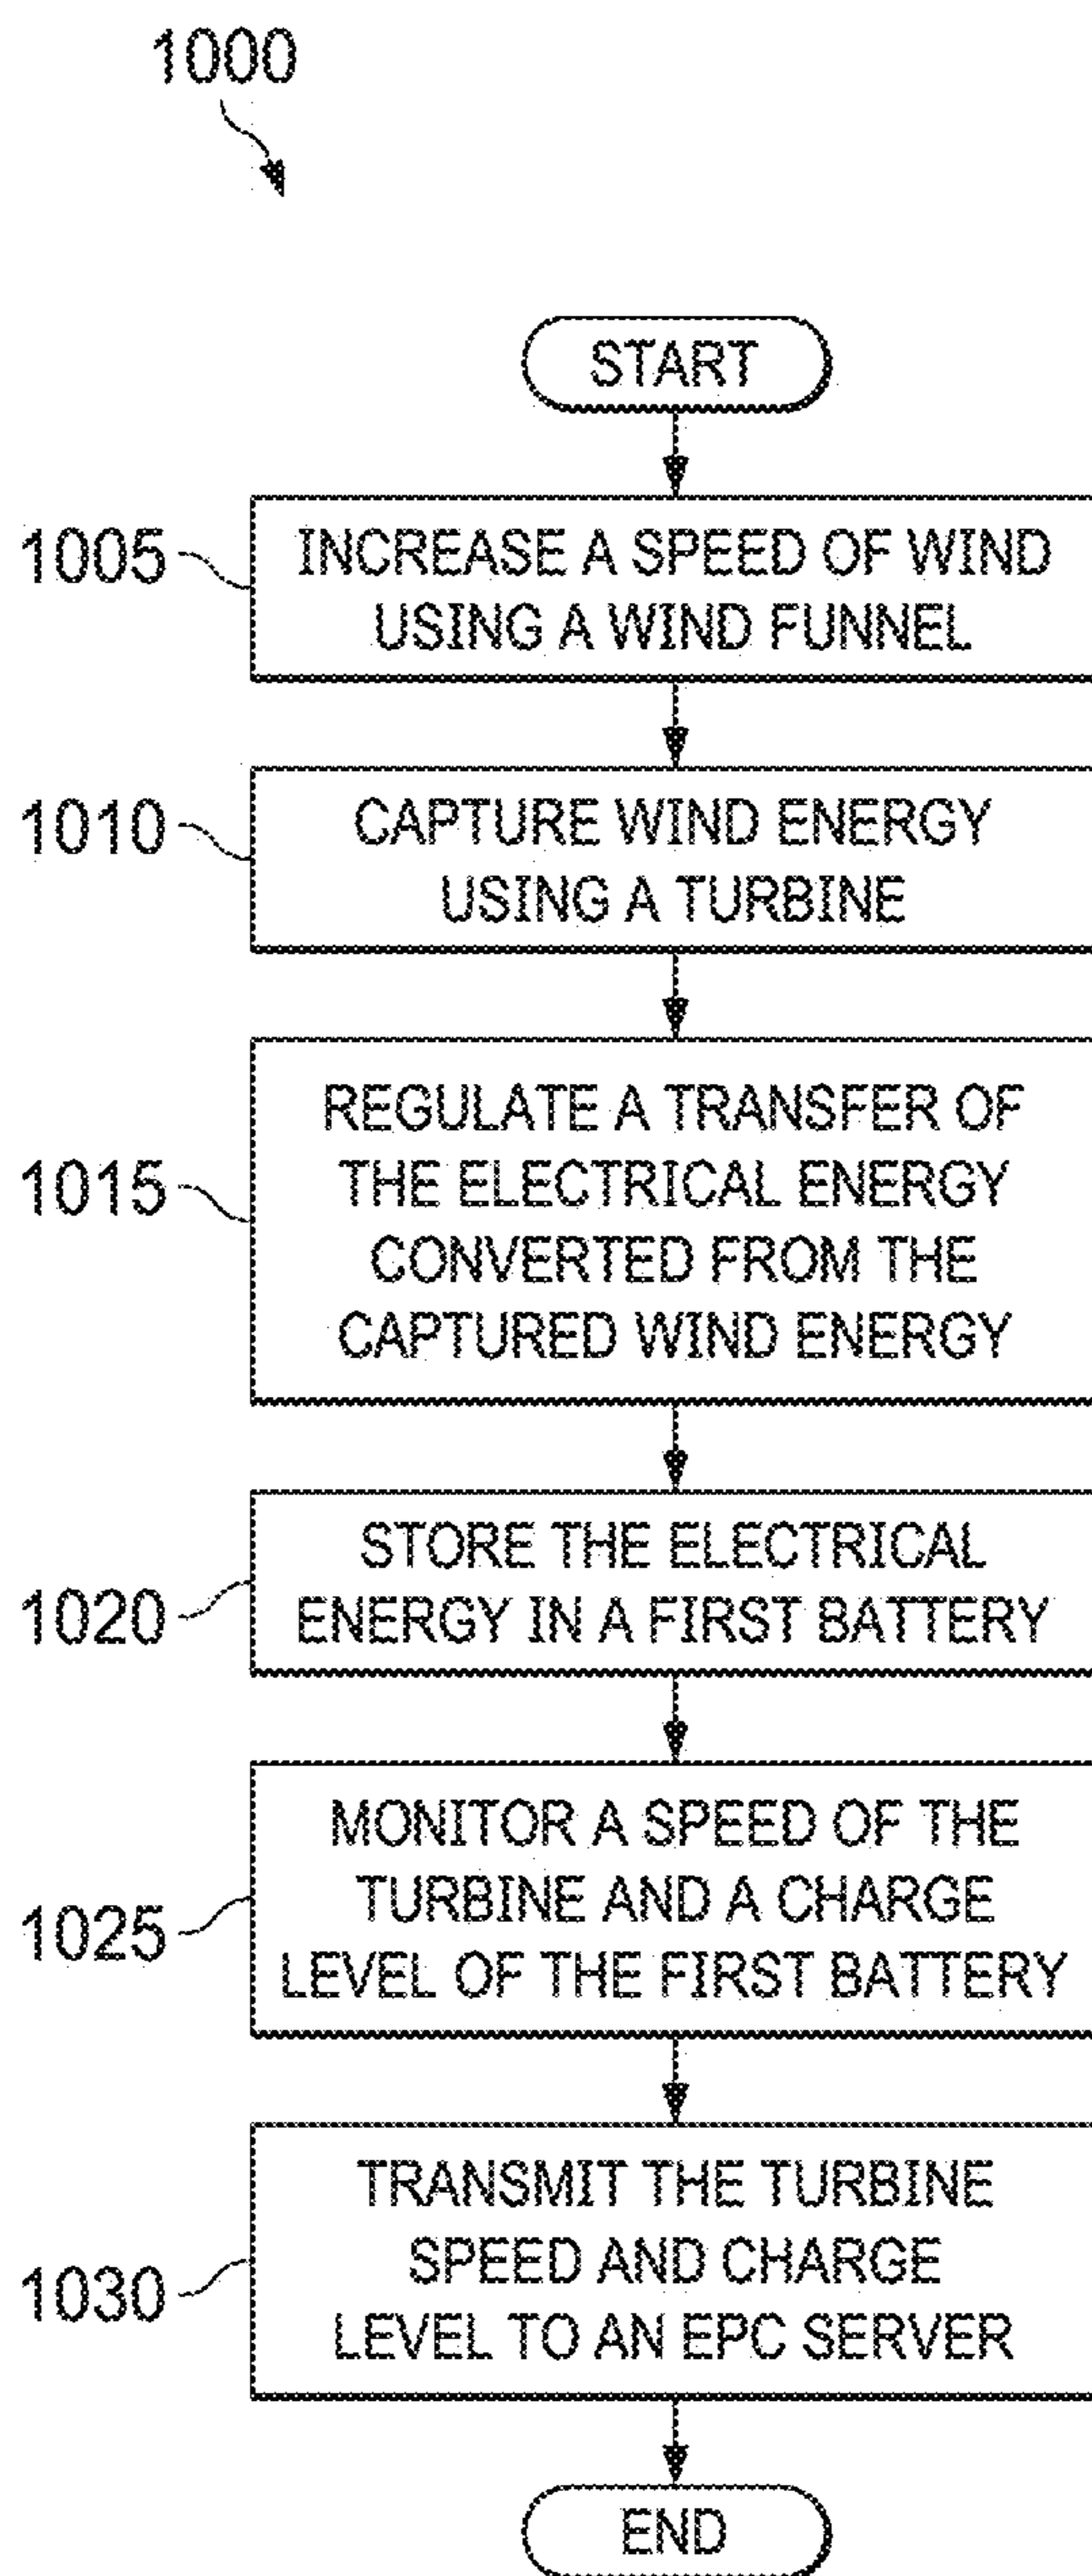 1000
START
1005
INCREASE A SPEED OF WIND
USING A WIND FUNNEL
1010
CAPTURE WIND ENERGY
USING A TURBINE
1015
REGULATE A TRANSFER OF
THE ELECTRICAL ENERGY
CONVERTED FROM THE
CAPTURED WIND ENERGY
1020
STORE THE ELECTRICAL
ENERGY IN A FIRST BATTERY
1025
MONITOR A SPEED OF THE
TURBINE AND A CHARGE
LEVEL OF THE FIRST BATTERY
1030
TRANSMIT THE TURBINE
SPEED AND CHARGE
LEVEL TO AN EPC SERVER
END